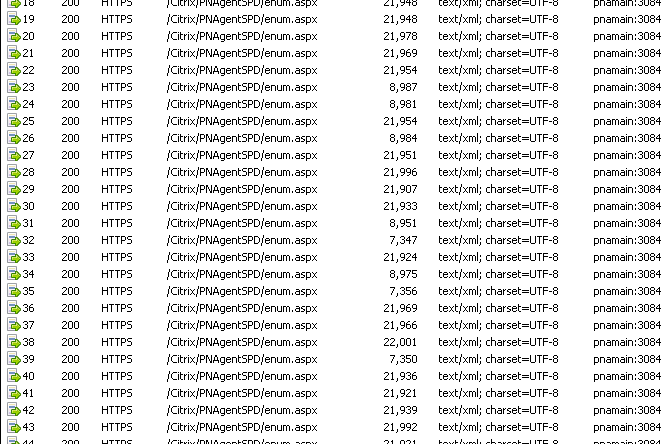 18 200 HTTPS /Citrix/PNAgentSPD/enum.aspx 21,948 text/xml; charset=UTF-8 pnamain:3084
19 200 HTTPS /Citrix/PNAgentSPD/enum.aspx 21,948 text/xml; charset=UTF-8 pnamain:3084
20 200 HTTPS /Citrix/PNAgentSPD/enum.aspx 21,978 text/xml; charset=UTF-8 pnamain:3084
21 200 HTTPS /Citrix/PNAgentSPD/enum.aspx 21,969 text/xml; charset=UTF-8 pnamain:3084
22 200 HTTPS /Citrix/PNAgentSPD/enum.aspx 21,954 text/xml; charset=UTF-8 pnamain:3084
23 200 HTTPS /Citrix/PNAgentSPD/enum.aspx 8,987 text/xml; charset=UTF-8 pnamain:3084
24 200 HTTPS /Citrix/PNAgentSPD/enum.aspx 8,981 text/xml; charset=UTF-8 pnamain:3084
25 200 HTTPS /Citrix/PNAgentSPD/enum.aspx 21,954 text/xml; charset=UTF-8 pnamain:3084
26 200 HTTPS /Citrix/PNAgentSPD/enum.aspx 8,984 text/xml; charset=UTF-8 pnamain:3084
27 200 HTTPS /Citrix/PNAgentSPD/enum.aspx 21,951 text/xml; charset=UTF-8 pnamain:3084
28 200 HTTPS /Citrix/PNAgentSPD/enum.aspx 21,996 text/xml; charset=UTF-8 pnamain:3084
29 200 HTTPS /Citrix/PNAgentSPD/enum.aspx 21,907 text/xml; charset=UTF-8 pnamain:3084
30 200 HTTPS /Citrix/PNAgentSPD/enum.aspx 21,933 text/xml; charset=UTF-8 pnamain:3084
31 200 HTTPS /Citrix/PNAgentSPD/enum.aspx 8,951 text/xml; charset=UTF-8 pnamain:3084
32 200 HTTPS /Citrix/PNAgentSPD/enum.aspx 7,347 text/xml; charset=UTF-8 pnamain:3084
33 200 HTTPS /Citrix/PNAgentSPD/enum.aspx 21,924 text/xml; charset=UTF-8 pnamain:3084
34 200 HTTPS /Citrix/PNAgentSPD/enum.aspx 8,975 text/xml; charset=UTF-8 pnamain:3084
35 200 HTTPS /Citrix/PNAgentSPD/enum.aspx 7,356 text/xml; charset=UTF-8 pnamain:3084
36 200 HTTPS /Citrix/PNAgentSPD/enum.aspx 21,969 text/xml; charset=UTF-8 pnamain:3084
37 200 HTTPS /Citrix/PNAgentSPD/enum.aspx 21,966 text/xml; charset=UTF-8 pnamain:3084
38 200 HTTPS /Citrix/PNAgentSPD/enum.aspx 22,001 text/xml; charset=UTF-8 pnamain:3084
39 200 HTTPS /Citrix/PNAgentSPD/enum.aspx 7,350 text/xml; charset=UTF-8 pnamain:3084
40 200 HTTPS /Citrix/PNAgentSPD/enum.aspx 21,936 text/xml; charset=UTF-8 pnamain:3084
41 200 HTTPS /Citrix/PNAgentSPD/enum.aspx 21,921 text/xml; charset=UTF-8 pnamain:3084
42 200 HTTPS /Citrix/PNAgentSPD/enum.aspx 21,939 text/xml; charset=UTF-8 pnamain:3084
43 200 HTTPS /Citrix/PNAgentSPD/enum.aspx 21,992 text/xml; charset=UTF-8 pnamain:3084